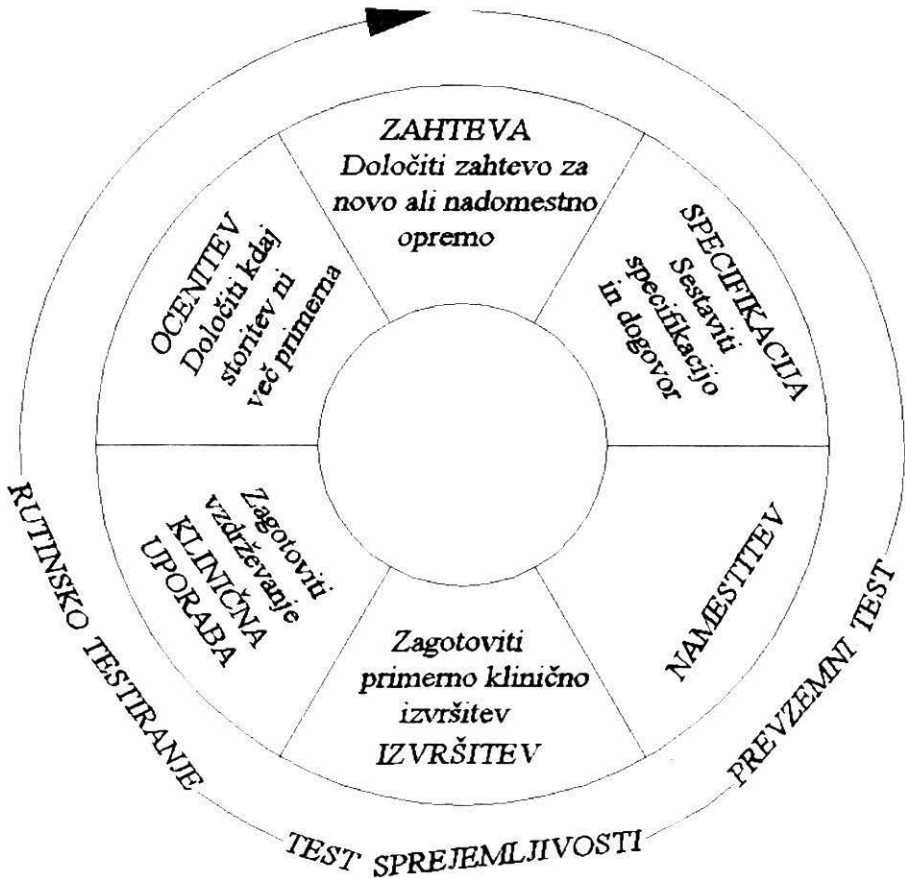 ZAHTEVA
Določiti zahtevo za
novo ali nadomestno
opremo
SPECIFIKACIJA
Sestaviti
specifikacijo
in dogovor
NAMESTITEV
Zagotoviti
primerno klinično
izvršitev
IZVRŠITEV
Zagotoviti
vzdrževanje
KLINIČNA
UPORABA
OCENITEV
Določiti kdaj
storitev ni
več primerna
PREVZEMNI TEST
TEST SPREJEMLJIVOSTI
RUTINSKO TESTIRANJE